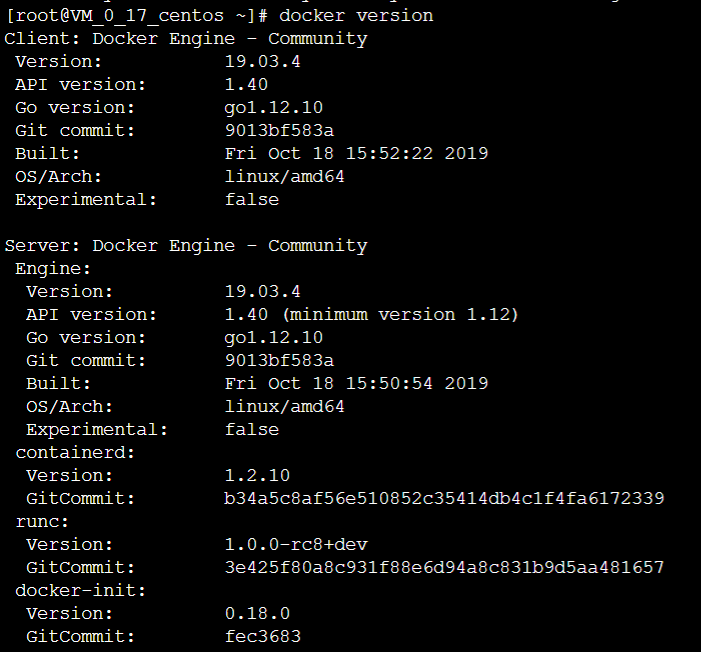 [root@VM_0_17_centos ~]# docker version
Client: Docker Engine - Community
 Version:           19.03.4
 API version:       1.40
 Go version:        go1.12.10
 Git commit:        9013bf583a
 Built:             Fri Oct 18 15:52:22 2019
 OS/Arch:           linux/amd64
 Experimental:      false

Server: Docker Engine - Community
 Engine:
  Version:          19.03.4
  API version:      1.40 (minimum version 1.12)
  Go version:       go1.12.10
  Git commit:       9013bf583a
  Built:            Fri Oct 18 15:50:54 2019
  OS/Arch:          linux/amd64
  Experimental:     false
 containerd:
  Version:          1.2.10
  GitCommit:        b34a5c8af56e510852c35414db4c1f4fa6172339
 runc:
  Version:          1.0.0-rc8+dev
  GitCommit:        3e425f80a8c931f88e6d94a8c831b9d5aa481657
 docker-init:
  Version:          0.18.0
  GitCommit:        fec3683